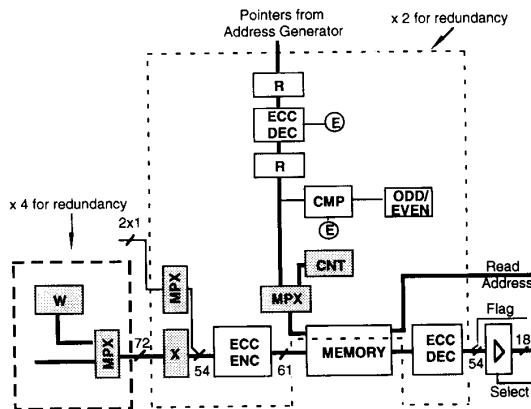 Pointers from
Address Generator
x 2 for redundancy
R
ECC
DEC
E
R
x 4 for redundancy
CMP
ODD/
EVEN
E
2x1
CNT
W
MPX
MPX
Read
Address
Flag
MPX
72
X
54
ECC
ENC
61
MEMORY
ECC
DEC
54
18
Select